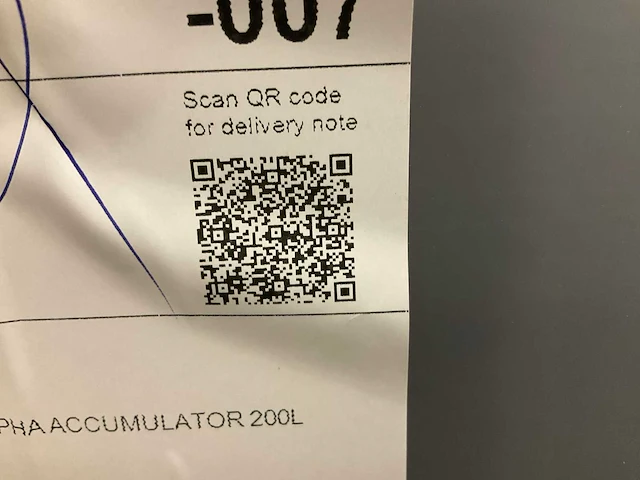 -007
Scan QR code
for delivery note
PHA ACCUMULATOR 200L